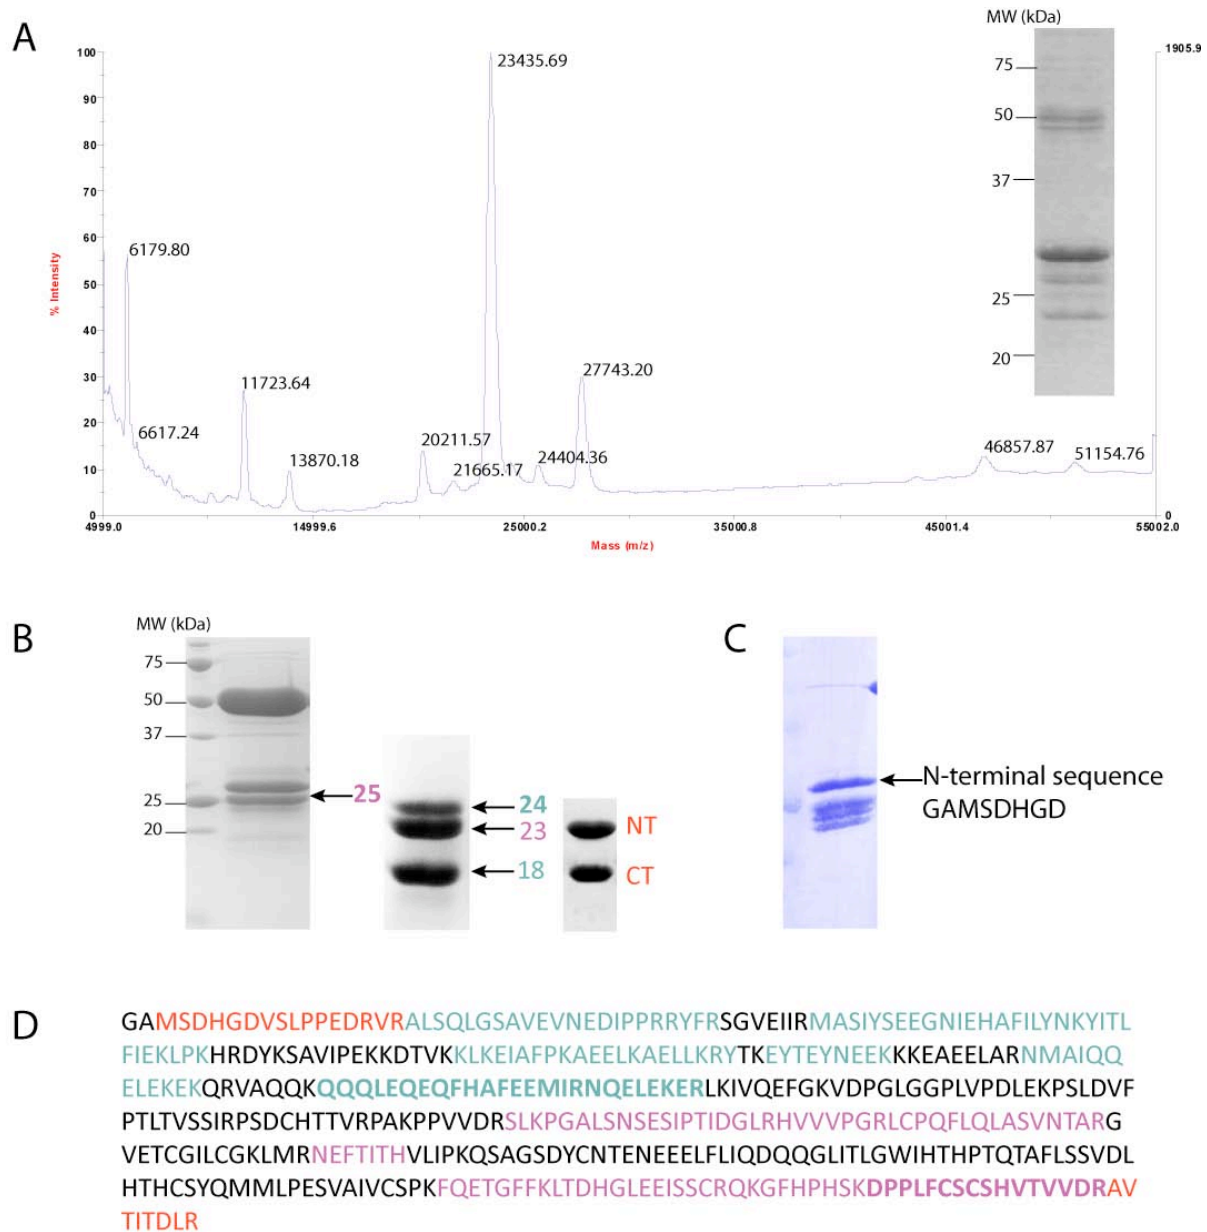 A
MW (kDa)
75
50
37
25
20
1905.9
0
100
90
80
70
60
50
40
30
20
10
0
% Intensity
6179.80
6617.24
11723.64
13870.18
20211.57
21665.17
23435.69
24404.36
27743.20
46857.87
51154.76
4999.0
14999.6
25000.2
35000.8
45001.4
55002.0
Mass (m/z)
B
MW (kDa)
75
50
37
25
20
25
24
23
18
NT
CT
C
N-terminal sequence
GAMSDHGD
D
GAMSDHGDVSLPPEDRVRALSQLGSAVEVNEDIPPRRYFRSGVEIIRMASIYSEEGNIEHAFILYNKYITL
FIEKLPKHRDYKSAVIPEKKDTVKKLKEIAFPKAEELKAELLKRYTKEYTEYNEEKKKEAEELARNMAIQQ
ELEKEKQRVAQQKQQQLEQEQFHAFEEMIRNQELEKERLKIVQEFGKVDPGLGGPLVPDLEKPSLDVF
PTLTVSSIRPSDCHTTVRPAKPPVVDRSLKPGALSNSESIPTIDGLRHVVVPGRLCPQFLQLASVNTARG
VETCGILCGKLMRNEFTITHVLIPKQSAGSDYCNTENEEELFLIQDQQGLITLGWIHTHPTQTAFLSSVDL
HTHCSYQMMLPESVAIVCSPKFQETGFFKLTDHGLEEISSCRQKGFHPHSKDPPLFCSCSHVTVVDRAV
TITDLR